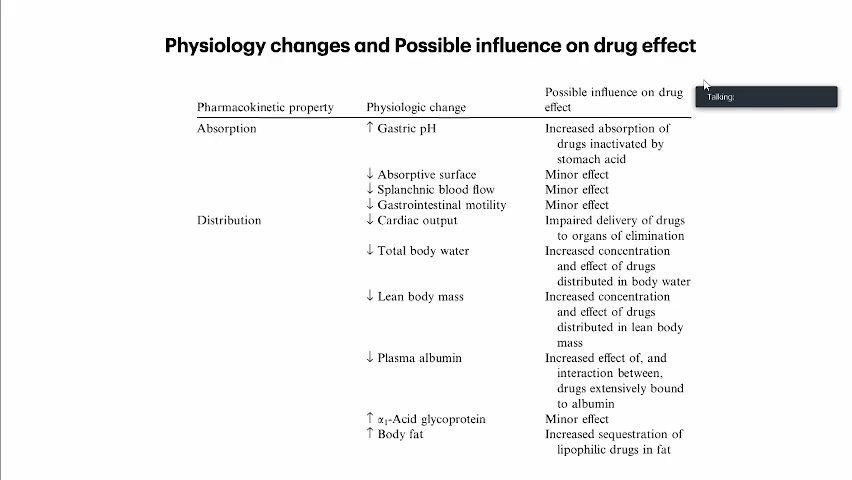 Physiology changes and Possible influence on drug effect
Talking:
Pharmacokinetic property Physiologic change Possible influence on drug
effect
Absorption ↑ Gastric pH Increased absorption of
drugs inactivated by
stomach acid
↓ Absorptive surface Minor effect
↓ Splanchnic blood flow Minor effect
↓ Gastrointestinal motility Minor effect
Distribution ↓ Cardiac output Impaired delivery of drugs
to organs of elimination
↓ Total body water Increased concentration
and effect of drugs
distributed in body water
↓ Lean body mass Increased concentration
and effect of drugs
distributed in lean body
mass
↓ Plasma albumin Increased effect of, and
interaction between,
drugs extensively bound
to albumin
↑ α₁-Acid glycoprotein Minor effect
↑ Body fat Increased sequestration of
lipophilic drugs in fat